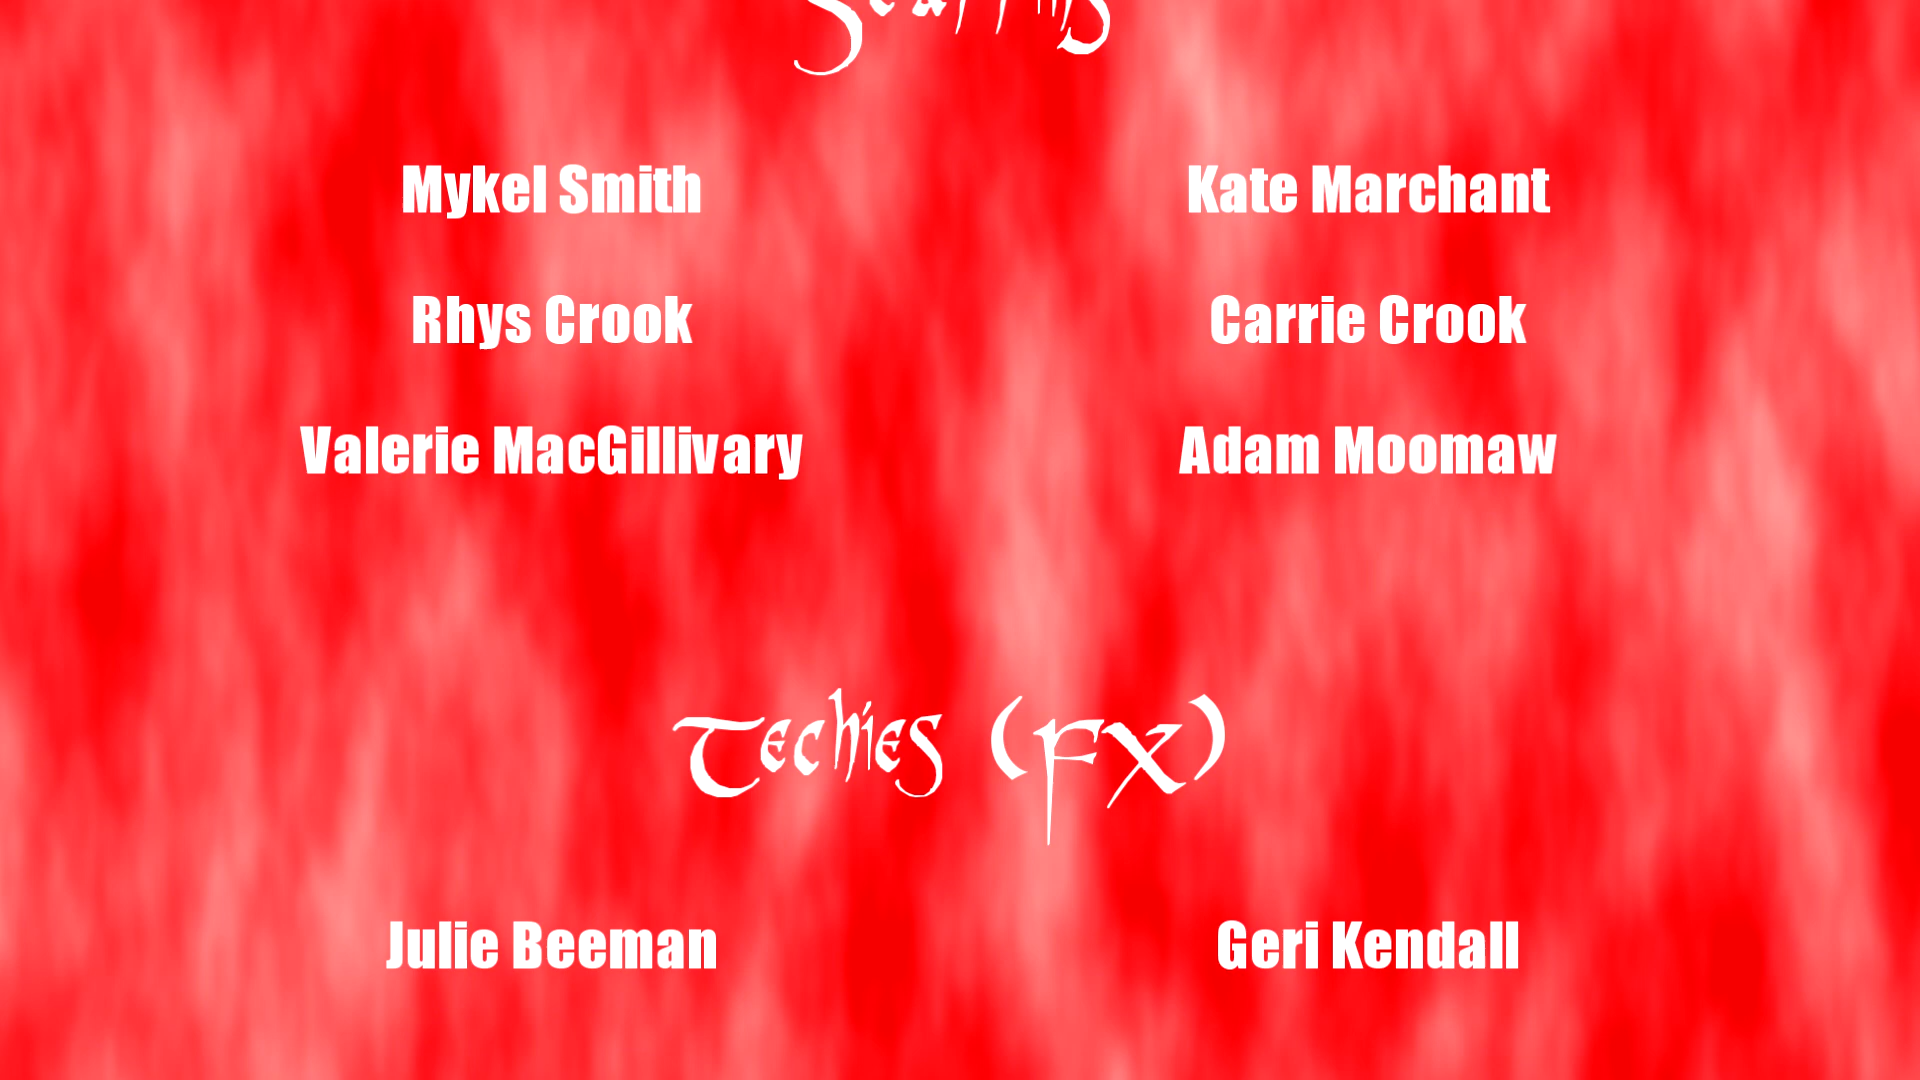 Mykel Smith Kate Marchant
Rhys Crook Carrie Crook
Valerie MacGillivary Adam Moomaw
Techies (FX)
Julie Beeman Geri Kendall